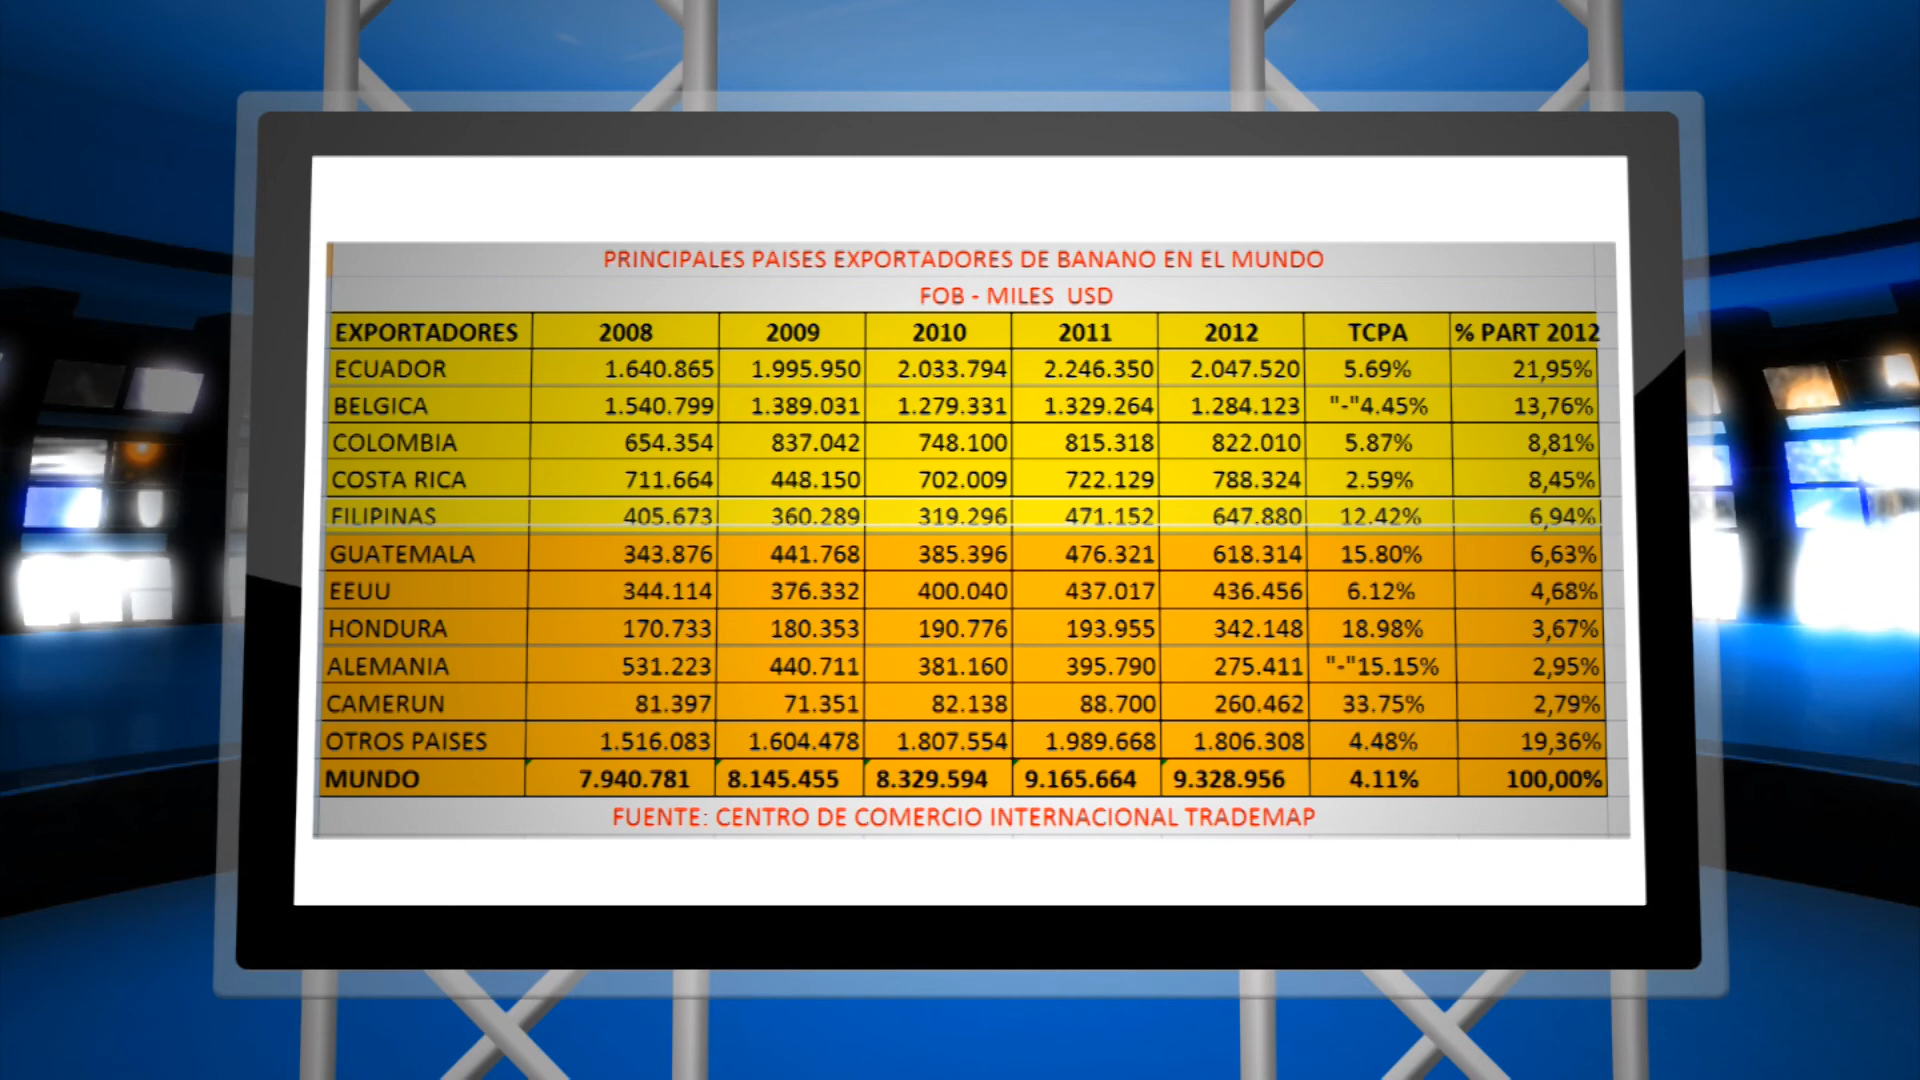 PRINCIPALES PAISES EXPORTADORES DE BANANO EN EL MUNDO
FOB - MILES USD
EXPORTADORES 2008 2009 2010 2011 2012 TCPA % PART 2012
ECUADOR 1.640.865 1.995.950 2.033.794 2.246.350 2.047.520 5.69% 21,95%
BELGICA 1.540.799 1.389.031 1.279.331 1.329.264 1.284.123 "-"4.45% 13,76%
COLOMBIA 654.354 837.042 748.100 815.318 822.010 5.87% 8,81%
COSTA RICA 711.664 448.150 702.009 722.129 788.324 2.59% 8,45%
FILIPINAS 405.673 360.289 319.296 471.152 647.880 12.42% 6,94%
GUATEMALA 343.876 441.768 385.396 476.321 618.314 15.80% 6,63%
EEUU 344.114 376.332 400.040 437.017 436.456 6.12% 4,68%
HONDURA 170.733 180.353 190.776 193.955 342.148 18.98% 3,67%
ALEMANIA 531.223 440.711 381.160 395.790 275.411 "-"15.15% 2,95%
CAMERUN 81.397 71.351 82.138 88.700 260.462 33.75% 2,79%
OTROS PAISES 1.516.083 1.604.478 1.807.554 1.989.668 1.806.308 4.48% 19,36%
MUNDO 7.940.781 8.145.455 8.329.594 9.165.664 9.328.956 4.11% 100,00%
FUENTE: CENTRO DE COMERCIO INTERNACIONAL TRADEMAP